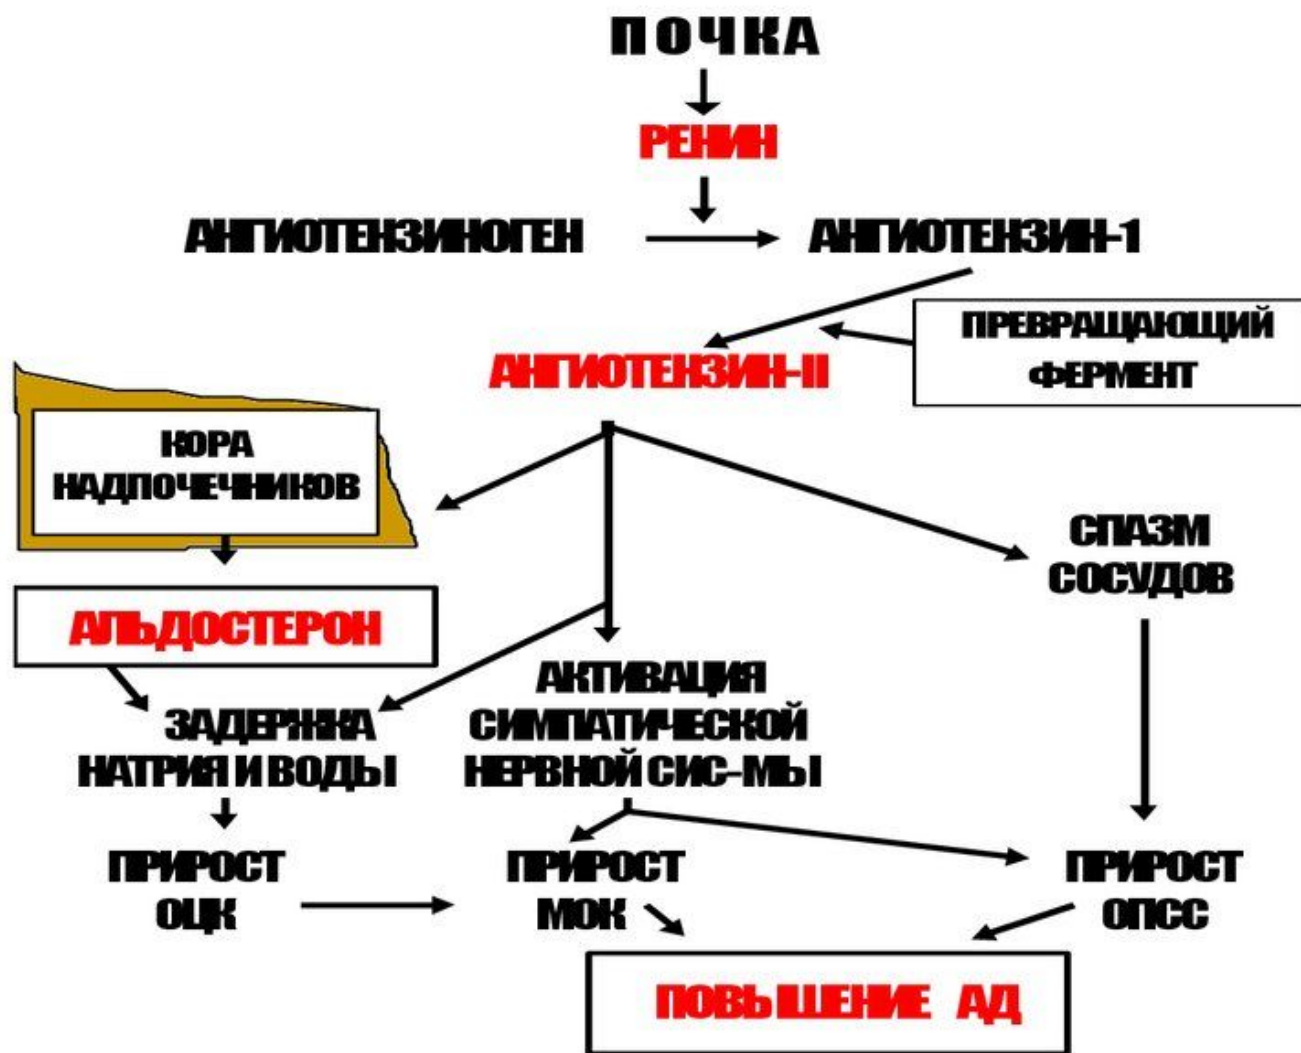 ПОЧКА
РЕНИН
АНГИОТЕНЗИНОГЕН
АНГИОТЕНЗИН-1
ПРЕВРАЩАЮЩИЙ
ФЕРМЕНТ
АНГИОТЕНЗИН-II
КОРА
НАДПОЧЕЧНИКОВ
СПАЗМ
СОСУДОВ
АЛЬДОСТЕРОН
ЗАДЕРЖКА
НАТРИЯ И ВОДЫ
АКТИВАЦИЯ
СИМПАТИЧЕСКОЙ
НЕРВНОЙ СИС-МЫ
ПРИРОСТ
ОЦК
ПРИРОСТ
МОК
ПРИРОСТ
ОПСС
ПОВЫШЕНИЕ АД